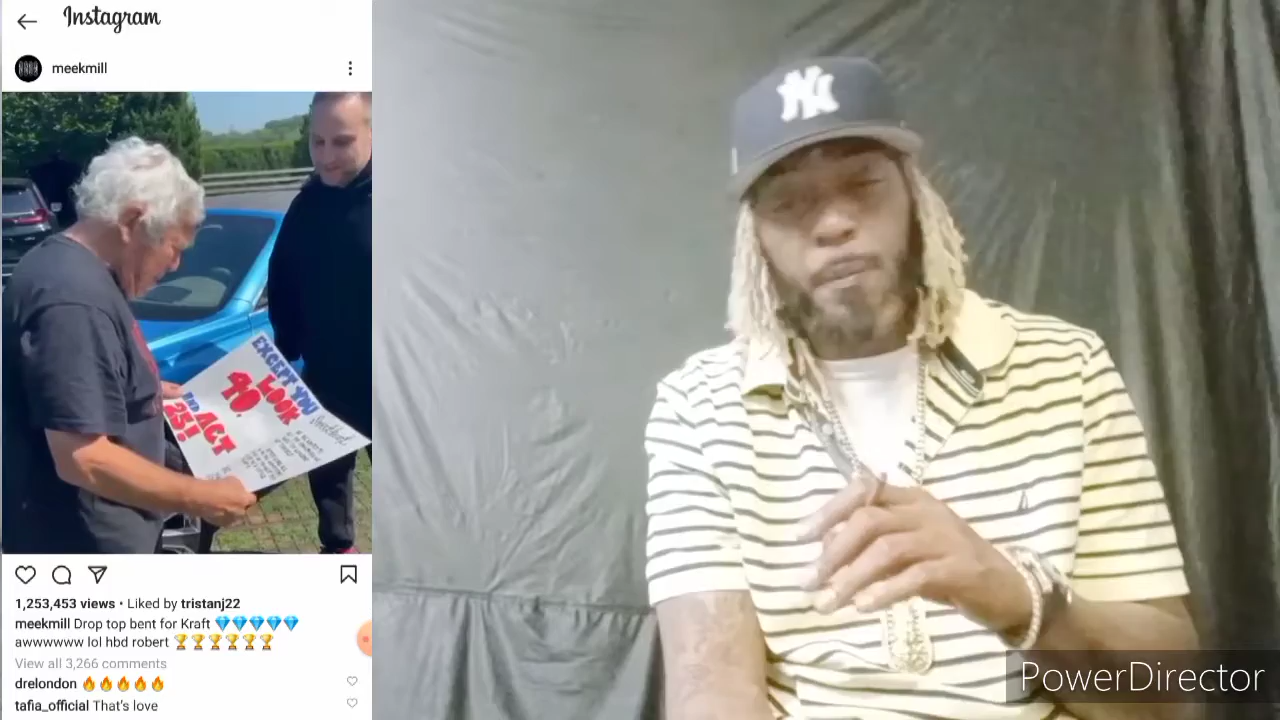 Instagram
meekmill
EXCEPT YOU
LOOK
40,
ACT
25!
1,253,453 views • Liked by tristanj22
meekmill Drop top bent for Kraft 💎💎💎💎💎
awwwwww lol hbd robert 🏆🏆🏆🏆🏆🏆
View all 3,266 comments
drelondon 🔥🔥🔥🔥🔥
tafia_official That's love
NY
PowerDirector